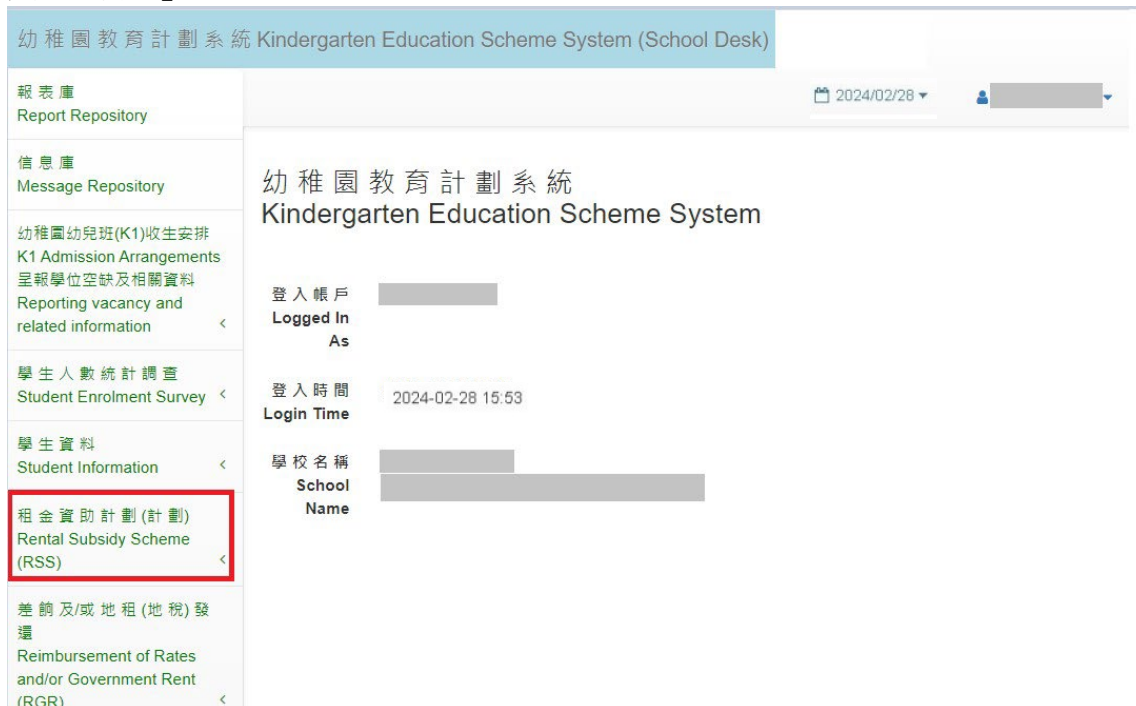 幼稚園教育計劃系統 Kindergarten Education Scheme System (School Desk)
報表庫
Report Repository
2024/02/28
信息庫
Message Repository
幼稚園幼兒班(K1)收生安排
K1 Admission Arrangements
呈報學位空缺及相關資料
Reporting vacancy and
related information <
學生人數統計調查
Student Enrolment Survey <
學生資料
Student Information <
租金資助計劃(計劃)
Rental Subsidy Scheme
(RSS) <
差餉及/或地租(地稅)發
還
Reimbursement of Rates
and/or Government Rent
(RGR) <
幼稚園教育計劃系統
Kindergarten Education Scheme System
登入帳戶
Logged In
As
登入時間
Login Time
2024-02-28 15:53
學校名稱
School
Name